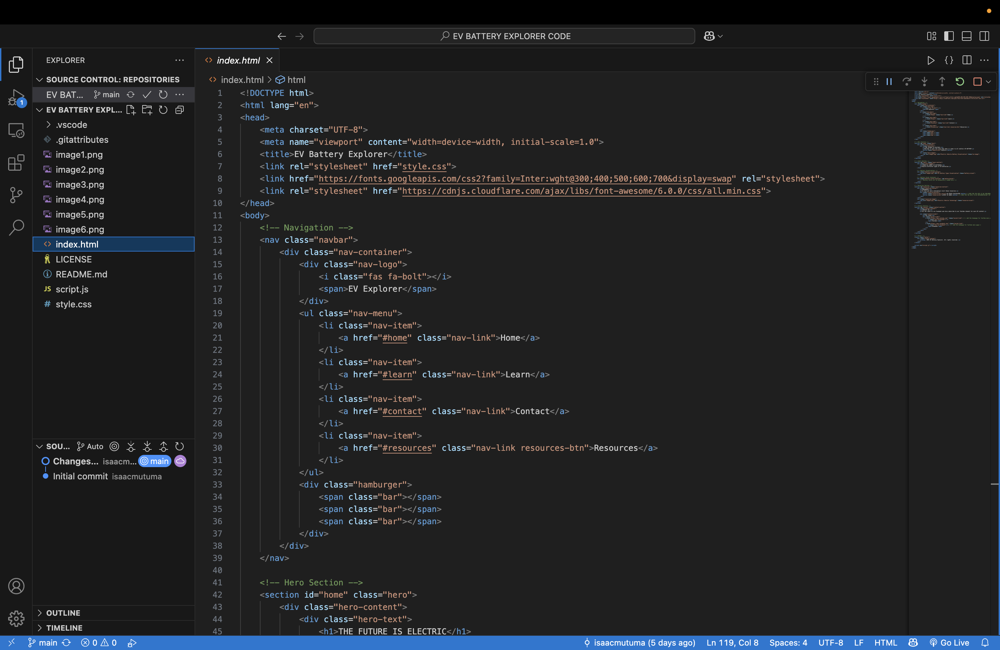 EV BATTERY EXPLORER CODE
EXPLORER
SOURCE CONTROL: REPOSITORIES
EV BAT... main
EV BATTERY EXPL...
1
.vscode
.gitattributes
image1.png
image2.png
image3.png
image4.png
image5.png
image6.png
index.html
LICENSE
README.md
JS script.js
# style.css
SOU... Auto
Changes... isaacm... main
Initial commit isaacmutuma
OUTLINE
TIMELINE
index.html
index.html > html
1 <!DOCTYPE html>
2 <html lang="en">
3 <head>
4 <meta charset="UTF-8">
5 <meta name="viewport" content="width=device-width, initial-scale=1.0">
6 <title>EV Battery Explorer</title>
7 <link rel="stylesheet" href="style.css">
8 <link href="https://fonts.googleapis.com/css2?family=Inter:wght@300;400;500;600;700&display=swap" rel="stylesheet">
9 <link rel="stylesheet" href="https://cdnjs.cloudflare.com/ajax/libs/font-awesome/6.0.0/css/all.min.css">
10 </head>
11 <body>
12 <!-- Navigation -->
13 <nav class="navbar">
14 <div class="nav-container">
15 <div class="nav-logo">
16 <i class="fas fa-bolt"></i>
17 <span>EV Explorer</span>
18 </div>
19 <ul class="nav-menu">
20 <li class="nav-item">
21 <a href="#home" class="nav-link">Home</a>
22 </li>
23 <li class="nav-item">
24 <a href="#learn" class="nav-link">Learn</a>
25 </li>
26 <li class="nav-item">
27 <a href="#contact" class="nav-link">Contact</a>
28 </li>
29 <li class="nav-item">
30 <a href="#resources" class="nav-link resources-btn">Resources</a>
31 </li>
32 </ul>
33 <div class="hamburger">
34 <span class="bar"></span>
35 <span class="bar"></span>
36 <span class="bar"></span>
37 </div>
38 </div>
39 </nav>
40
41 <!-- Hero Section -->
42 <section id="home" class="hero">
43 <div class="hero-content">
44 <div class="hero-text">
45 <h1>THE FUTURE IS ELECTRIC</h1>
main 0 0 isaacmutuma (5 days ago) Ln 119, Col 8 Spaces: 4 UTF-8 LF HTML Go Live